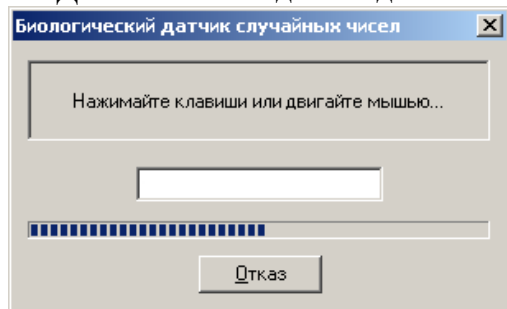 Биологический датчик случайных чисел
Нажимайте клавиши или двигайте мышью...
Отказ